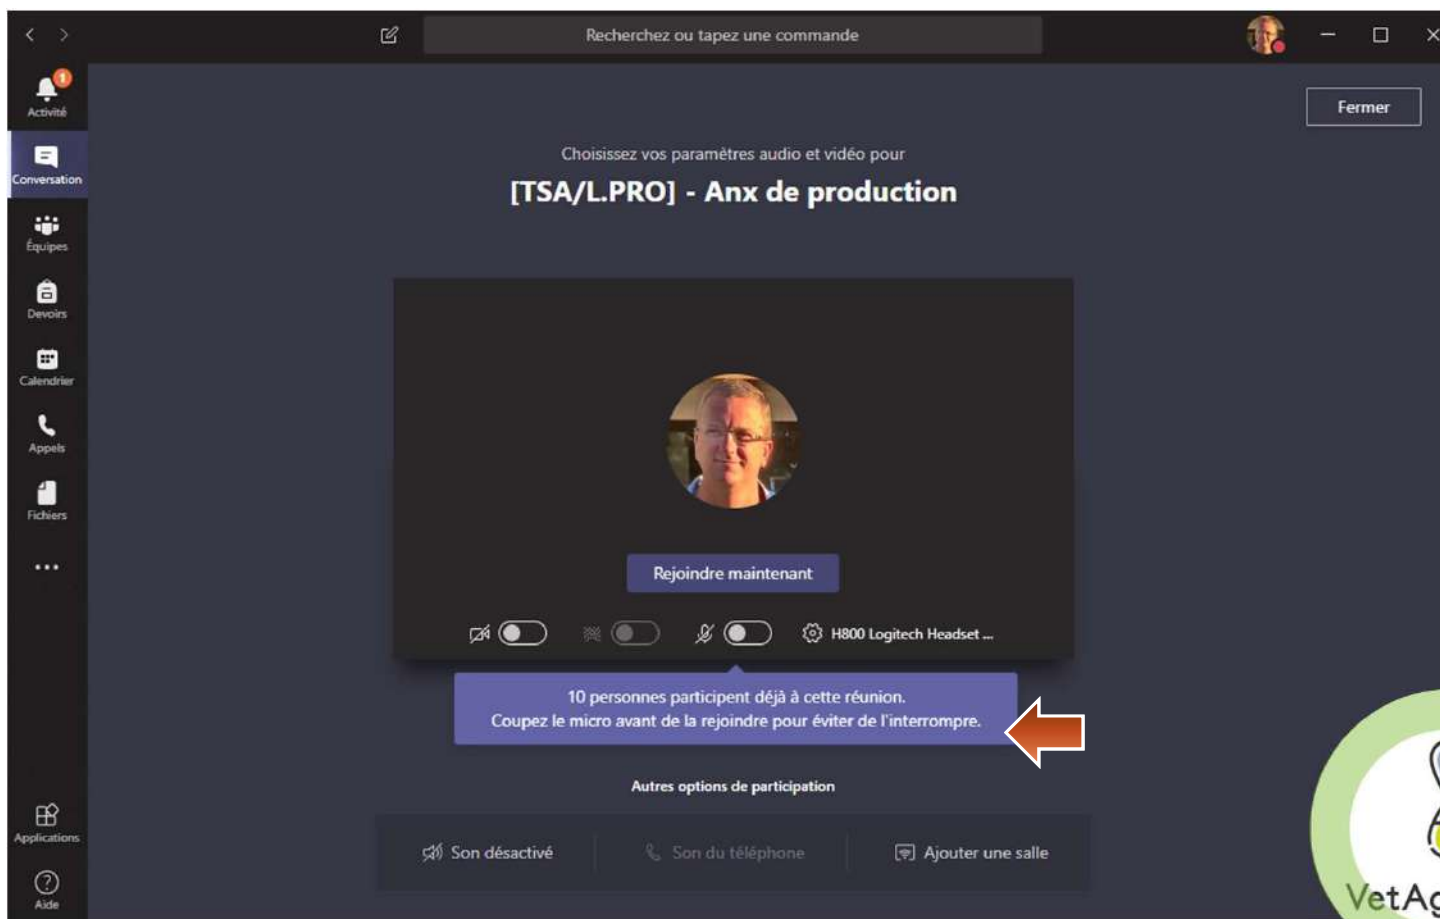 Recherchez ou tapez une commande
1
Activité
Conversation
Équipes
Devoirs
Calendrier
Appels
Fichiers
Applications
Aide
Fermer
Choisissez vos paramètres audio et vidéo pour
[TSA/L.PRO] - Anx de production
Rejoindre maintenant
H800 Logitech Headset ...
10 personnes participent déjà à cette réunion.
Coupez le micro avant de la rejoindre pour éviter de l'interrompre.
Autres options de participation
Son désactivé
Son du téléphone
Ajouter une salle
VetAg